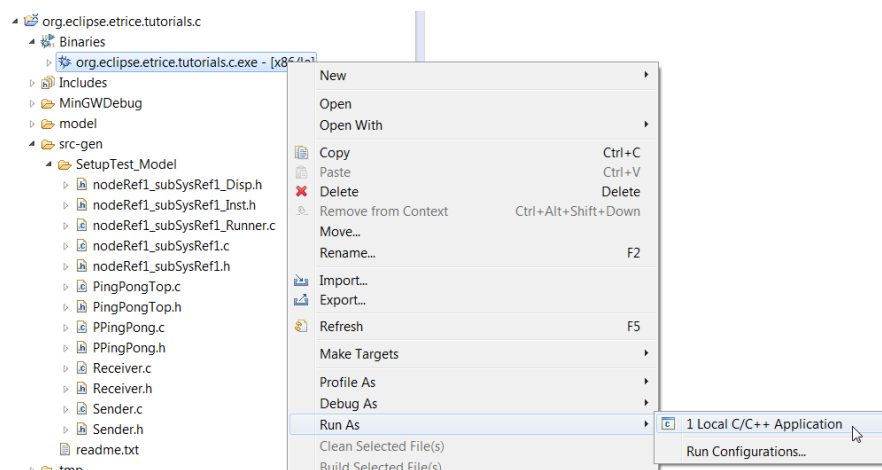 org.eclipse.etrice.tutorials.c
Binaries
org.eclipse.etrice.tutorials.c.exe - [x86/le]
Includes
MinGWDebug
model
src-gen
SetupTest_Model
nodeRef1_subSysRef1_Disp.h
nodeRef1_subSysRef1_Inst.h
nodeRef1_subSysRef1_Runner.c
nodeRef1_subSysRef1.c
nodeRef1_subSysRef1.h
PingPongTop.c
PingPongTop.h
PPingPong.c
PPingPong.h
Receiver.c
Receiver.h
Sender.c
Sender.h
readme.txt
tmp
New
Open
Open With
Copy Ctrl+C
Paste Ctrl+V
Delete Delete
Remove from Context Ctrl+Alt+Shift+Down
Move...
Rename... F2
Import...
Export...
Refresh F5
Make Targets
Profile As
Debug As
Run As
Clean Selected File(s)
Build Selected File(s)
1 Local C/C++ Application
Run Configurations...